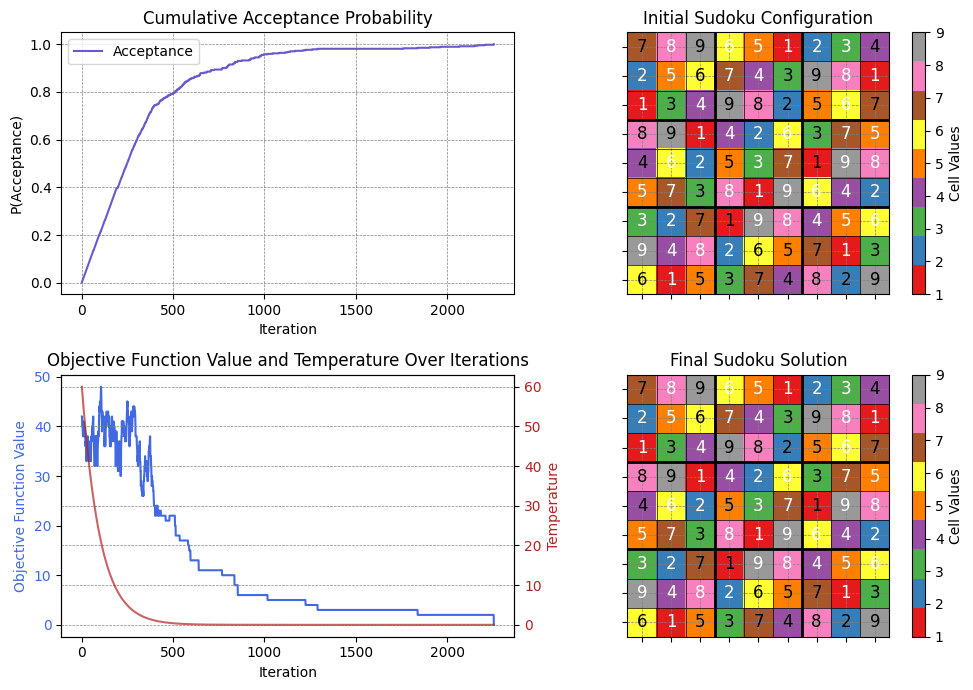 Cumulative Acceptance Probability
P(Acceptance)
1.0
0.8
0.6
0.4
0.2
0.0
Acceptance
0 500 1000 1500 2000
Iteration
Initial Sudoku Configuration
7 8 9 6 5 1 2 3 4
2 5 6 7 4 3 9 8 1
1 3 4 9 8 2 5 6 7
8 9 1 4 2 6 3 7 5
4 6 2 5 3 7 1 9 8
5 7 3 8 1 9 6 4 2
3 2 7 1 9 8 4 5 6
9 4 8 2 6 5 7 1 3
6 1 5 3 7 4 8 2 9
9
8
7
6
5
4
3
2
1
Cell Values
Objective Function Value and Temperature Over Iterations
Objective Function Value
50
40
30
20
10
0
60
50
40
30
20
10
0
Temperature
0 500 1000 1500 2000
Iteration
Final Sudoku Solution
7 8 9 6 5 1 2 3 4
2 5 6 7 4 3 9 8 1
1 3 4 9 8 2 5 6 7
8 9 1 4 2 6 3 7 5
4 6 2 5 3 7 1 9 8
5 7 3 8 1 9 6 4 2
3 2 7 1 9 8 4 5 6
9 4 8 2 6 5 7 1 3
6 1 5 3 7 4 8 2 9
9
8
7
6
5
4
3
2
1
Cell Values